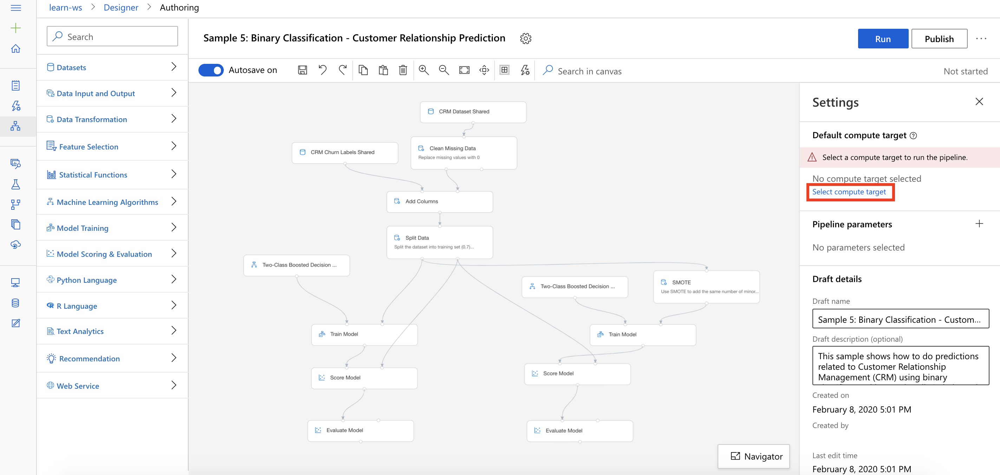 learn-ws > Designer > Authoring
Search
Datasets
Data Input and Output
Data Transformation
Feature Selection
Statistical Functions
Machine Learning Algorithms
Model Training
Model Scoring & Evaluation
Python Language
R Language
Text Analytics
Recommendation
Web Service
Sample 5: Binary Classification - Customer Relationship Prediction
Run
Publish
Autosave on
Search in canvas
Not started
CRM Dataset Shared
CRM Churn Labels Shared
Clean Missing Data
Replace missing values with 0
Add Columns
Split Data
Split the dataset into training set (0.7)...
Two-Class Boosted Decision ...
Two-Class Boosted Decision ...
SMOTE
Use SMOTE to add the same number of minor...
Train Model
Train Model
Score Model
Score Model
Evaluate Model
Evaluate Model
Navigator
Settings
Default compute target
Select a compute target to run the pipeline.
No compute target selected
Select compute target
Pipeline parameters
No parameters selected
Draft details
Draft name
Sample 5: Binary Classification - Custom...
Draft description (optional)
This sample shows how to do predictions
related to Customer Relationship
Management (CRM) using binary
Created on
February 8, 2020 5:01 PM
Created by
Last edit time
February 8, 2020 5:01 PM